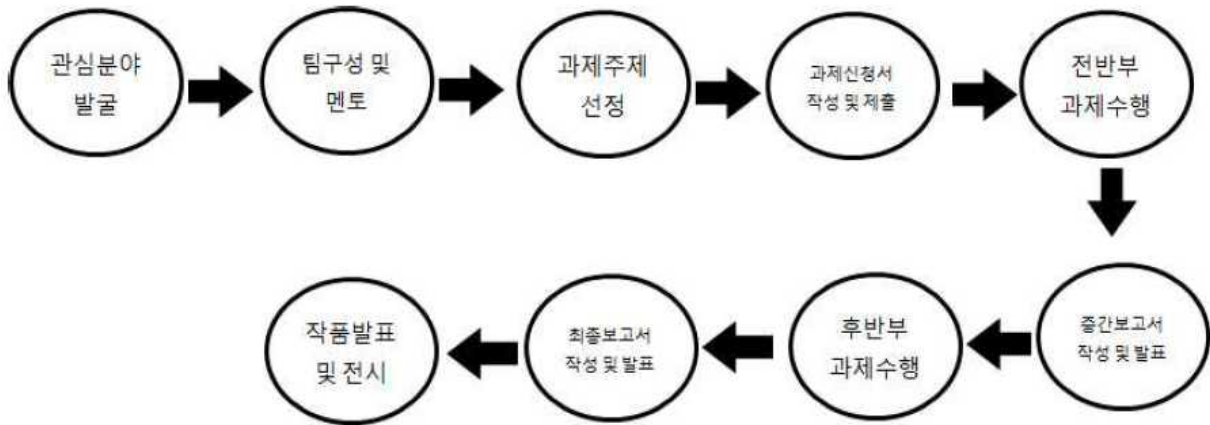 관심분야
발굴
팀구성 및
멘토
과제주제
선정
과제신청서
작성 및 제출
전반부
과제수행
중간보고서
작성 및 발표
후반부
과제수행
최종보고서
작성 및 발표
작품발표
및 전시